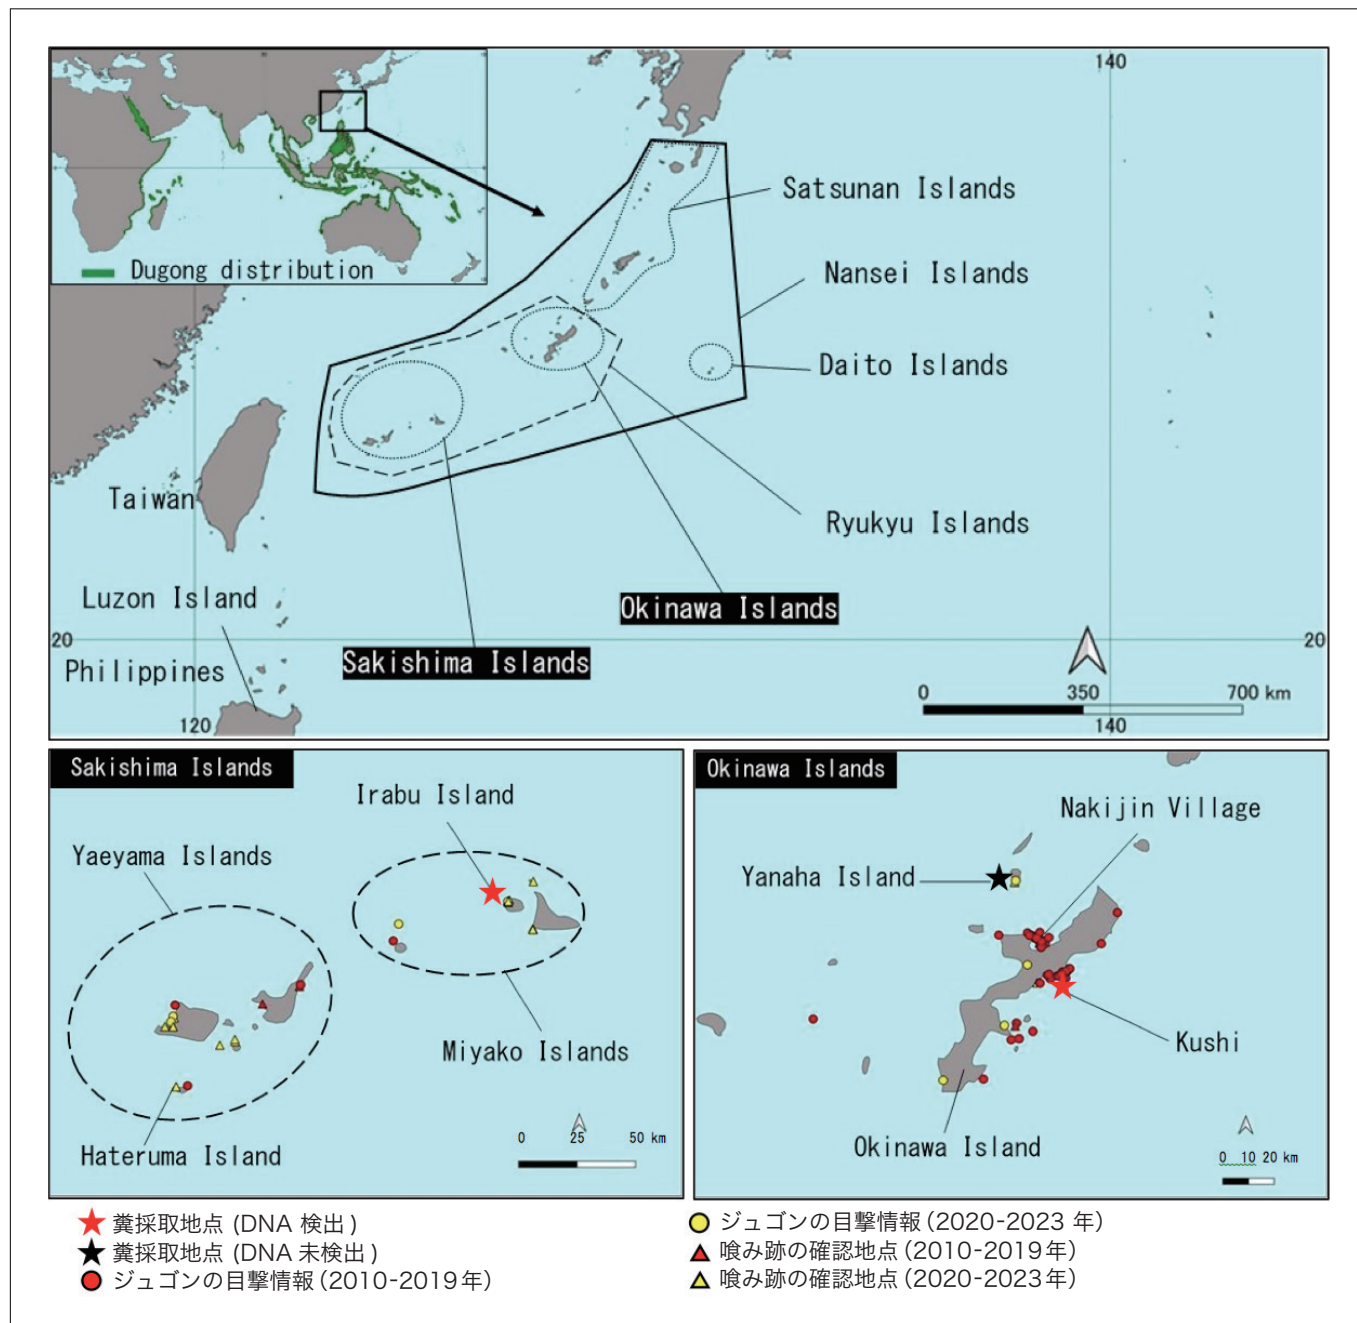 140
Satsunan Islands
Nansei Islands
Dugong distribution
Daito Islands
Taiwan
Ryukyu Islands
Luzon Island
Okinawa Islands
20
20
Sakishima Islands
Philippines
0 350 700 km
120
140
Sakishima Islands
Irabu Island
Yaeyama Islands
Miyako Islands
Hateruma Island
0 25 50 km
Okinawa Islands
Nakijin Village
Yanaha Island
Kushi
Okinawa Island
0 10 20 km
糞採取地点 (DNA 検出)
糞採取地点 (DNA 未検出)
ジュゴンの目撃情報(2010-2019年)
ジュゴンの目撃情報(2020-2023 年)
喰み跡の確認地点(2010-2019年)
喰み跡の確認地点(2020-2023年)